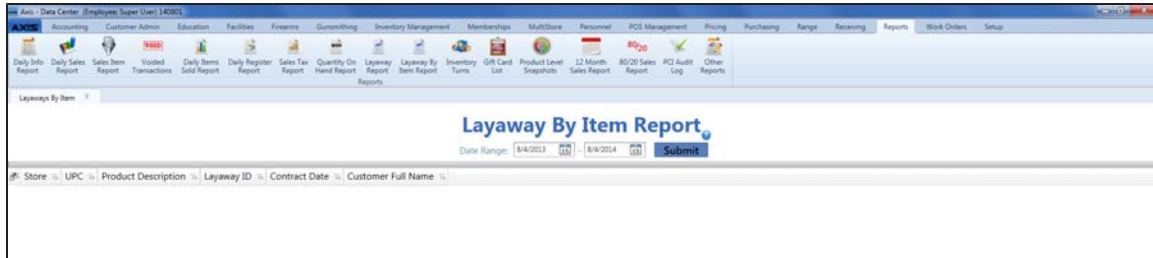 Axis - Data Center (Employee: Super User) 140801
AXIS Accounting Customer Admin Education Facilities Firearms Gunsmithing Inventory Management Memberships MultiStore Personnel POS Management Pricing Purchasing Range Receiving Reports Work Orders Setup
VOID 80/20
Daily Info Daily Sales Sales Item Voided Daily Items Daily Register Sales Tax Quantity On Layaway Layaway By Inventory Gift Card Product Level 12 Month 80/20 Sales PCI Audit Other
Report Report Report Transactions Sold Report Report Report Hand Report Report Item Report Turns List Snapshots Sales Report Report Log Reports
Reports
Layaways By Item X
Layaway By Item Report
Date Range: 8/4/2013 15 - 8/4/2014 15 Submit
Store UPC Product Description Layaway ID Contract Date Customer Full Name